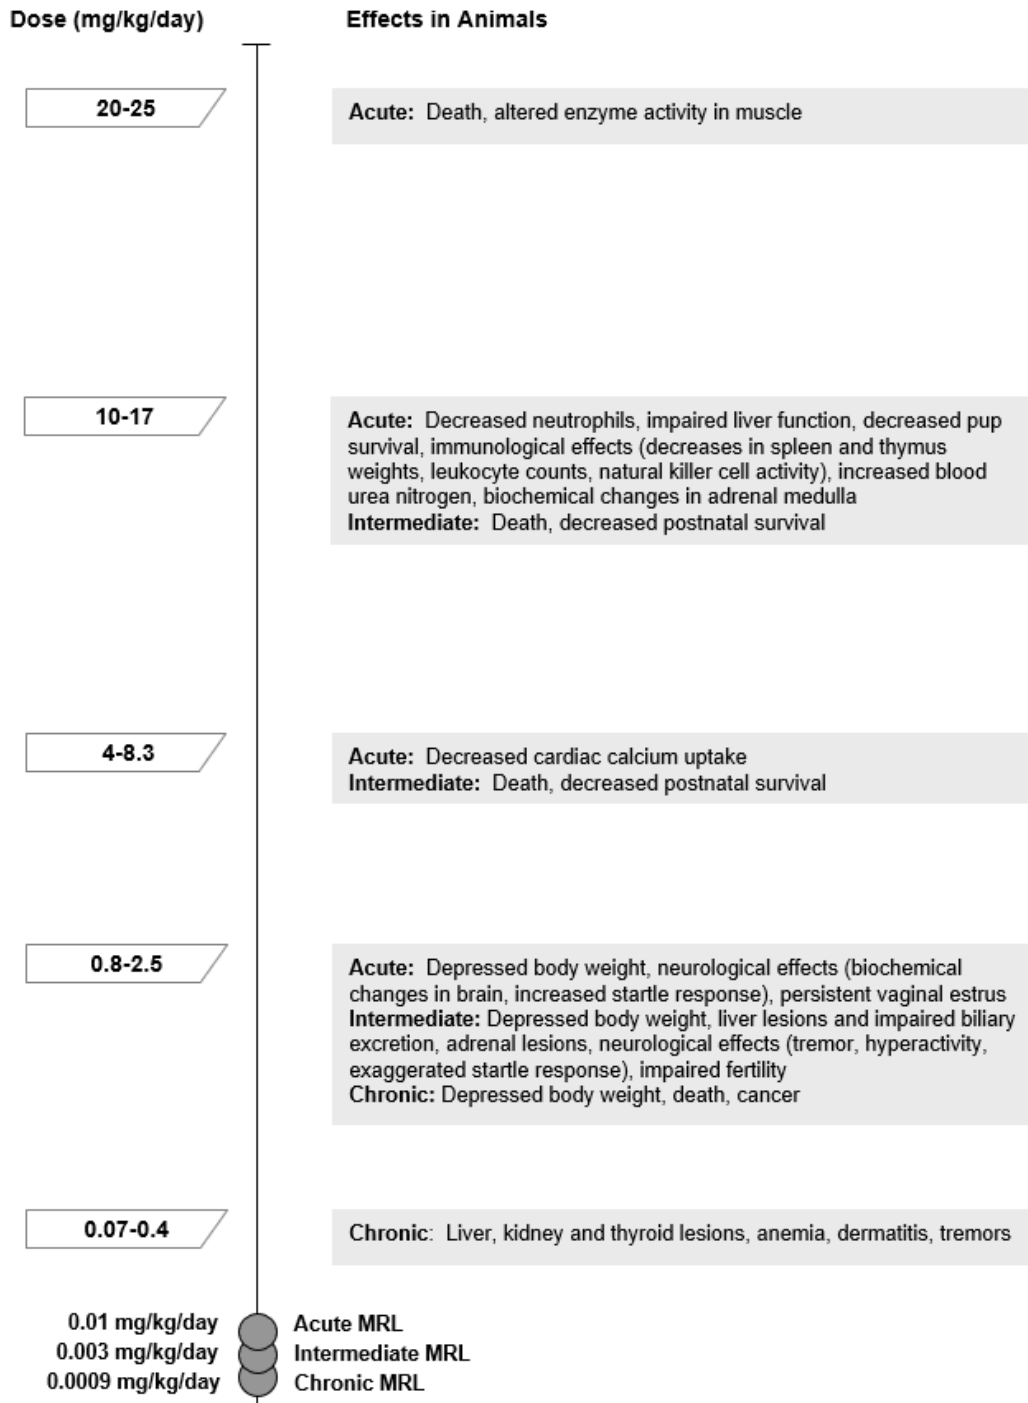 Dose (mg/kg/day) Effects in Animals
20-25
Acute: Death, altered enzyme activity in muscle
10-17
Acute: Decreased neutrophils, impaired liver function, decreased pup
survival, immunological effects (decreases in spleen and thymus
weights, leukocyte counts, natural killer cell activity), increased blood
urea nitrogen, biochemical changes in adrenal medulla
Intermediate: Death, decreased postnatal survival
4-8.3
Acute: Decreased cardiac calcium uptake
Intermediate: Death, decreased postnatal survival
0.8-2.5
Acute: Depressed body weight, neurological effects (biochemical
changes in brain, increased startle response), persistent vaginal estrus
Intermediate: Depressed body weight, liver lesions and impaired biliary
excretion, adrenal lesions, neurological effects (tremor, hyperactivity,
exaggerated startle response), impaired fertility
Chronic: Depressed body weight, death, cancer
0.07-0.4
Chronic: Liver, kidney and thyroid lesions, anemia, dermatitis, tremors
0.01 mg/kg/day Acute MRL
0.003 mg/kg/day Intermediate MRL
0.0009 mg/kg/day Chronic MRL